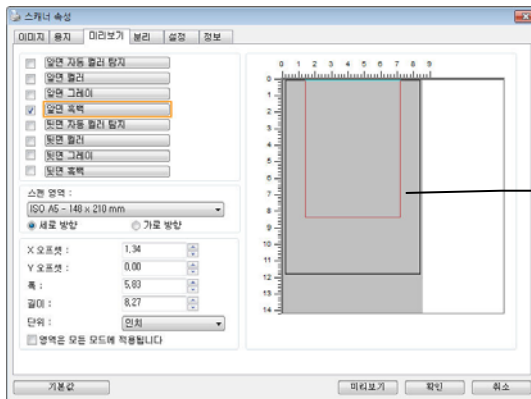 스캐너 속성
이미지 용지 미리보기 분리 설정 정보
앞면 자동 컬러 탐지
앞면 컬러
앞면 그레이
앞면 흑백
뒷면 자동 컬러 탐지
뒷면 컬러
뒷면 그레이
뒷면 흑백
스캔 영역 :
ISO A5 - 148 x 210 mm
세로 방향 가로 방향
X 오프셋 : 1,34
Y 오프셋 : 0,00
폭 : 5,83
길이 : 8,27
단위 : 인치
영역은 모든 모드에 적용됩니다
0 1 2 3 4 5 6 7 8 9
0
1
2
3
4
5
6
7
8
9
10
11
12
13
14
기본값 미리보기 확인 취소